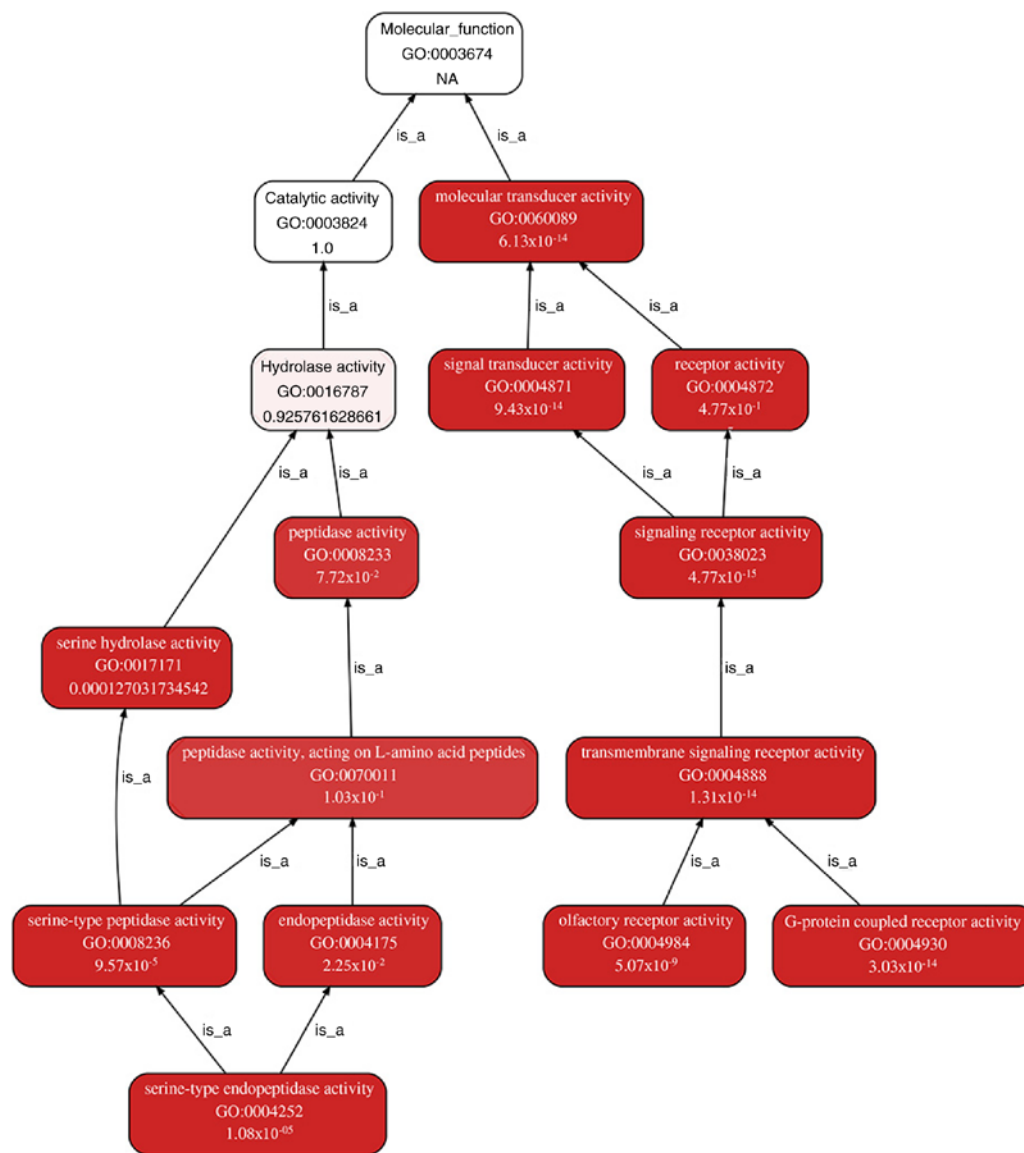 Molecular_function
GO:0003674
NA
is_a
is_a
Catalytic activity
GO:0003824
1.0
molecular transducer activity
GO:0060089
6.13x10⁻¹⁴
is_a
is_a
is_a
Hydrolase activity
GO:0016787
0.925761628661
signal transducer activity
GO:0004871
9.43x10⁻¹⁴
receptor activity
GO:0004872
4.77x10⁻¹
is_a
is_a
is_a
is_a
peptidase activity
GO:0008233
7.72x10⁻²
signaling receptor activity
GO:0038023
4.77x10⁻¹⁵
serine hydrolase activity
GO:0017171
0.000127031734542
is_a
is_a
peptidase activity, acting on L-amino acid peptides
GO:0070011
1.03x10⁻¹
transmembrane signaling receptor activity
GO:0004888
1.31x10⁻¹⁴
is_a
is_a
is_a
is_a
is_a
serine-type peptidase activity
GO:0008236
9.57x10⁻⁵
endopeptidase activity
GO:0004175
2.25x10⁻²
olfactory receptor activity
GO:0004984
5.07x10⁻⁹
G-protein coupled receptor activity
GO:0004930
3.03x10⁻¹⁴
is_a
is_a
serine-type endopeptidase activity
GO:0004252
1.08x10⁻⁰⁵